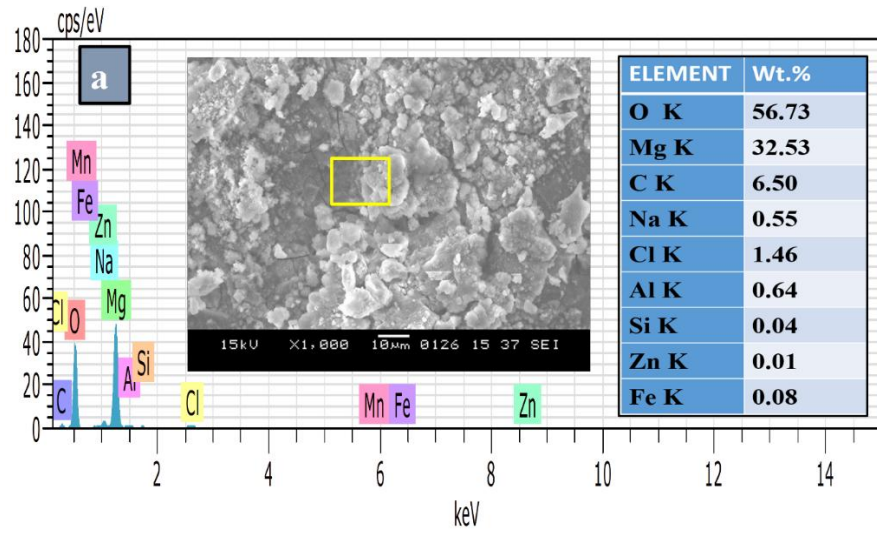 cps/eV
180
160
140
120
100
80
60
40
20
0
a
Mn
Fe
Zn
Na
Mg
Cl
O
Si
Al
C
Cl
Mn Fe
Zn
15kU X1,000 10µm 0126 15 37 SEI
ELEMENT Wt.%
O K 56.73
Mg K 32.53
C K 6.50
Na K 0.55
Cl K 1.46
Al K 0.64
Si K 0.04
Zn K 0.01
Fe K 0.08
2 4 6 8 10 12 14
keV